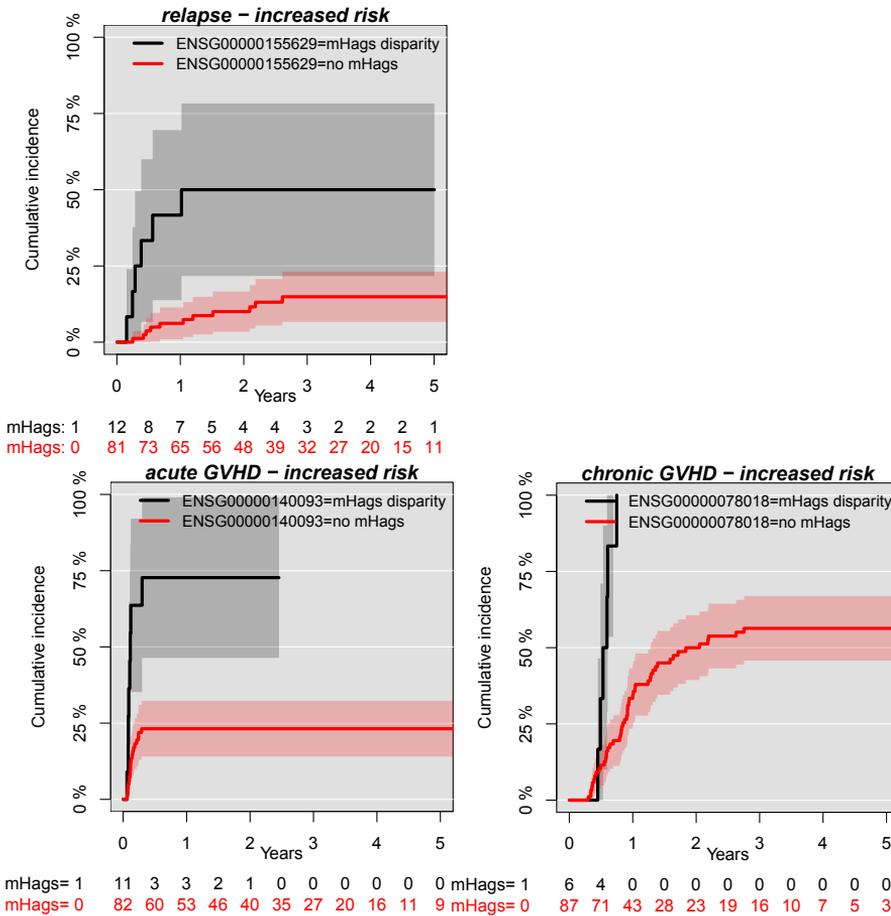 relapse − increased risk
ENSG00000155629=mHags disparity
ENSG00000155629=no mHags
Cumulative incidence
100 %
75 %
50 %
25 %
0 %
0 1 2 3 4 5
Years
mHags: 1 12 8 7 5 4 4 3 2 2 2 1
mHags: 0 81 73 65 56 48 39 32 27 20 15 11
acute GVHD − increased risk
ENSG00000140093=mHags disparity
ENSG00000140093=no mHags
Cumulative incidence
100 %
75 %
50 %
25 %
0 %
0 1 2 3 4 5
Years
mHags= 1 11 3 3 2 1 0 0 0 0 0 0
mHags= 0 82 60 53 46 40 35 27 20 16 11 9
chronic GVHD − increased risk
ENSG00000078018=mHags disparity
ENSG00000078018=no mHags
Cumulative incidence
100 %
75 %
50 %
25 %
0 %
0 1 2 3 4 5
Years
mHags= 1 6 4 0 0 0 0 0 0 0 0 0
mHags= 0 87 71 43 28 23 19 16 10 7 5 3